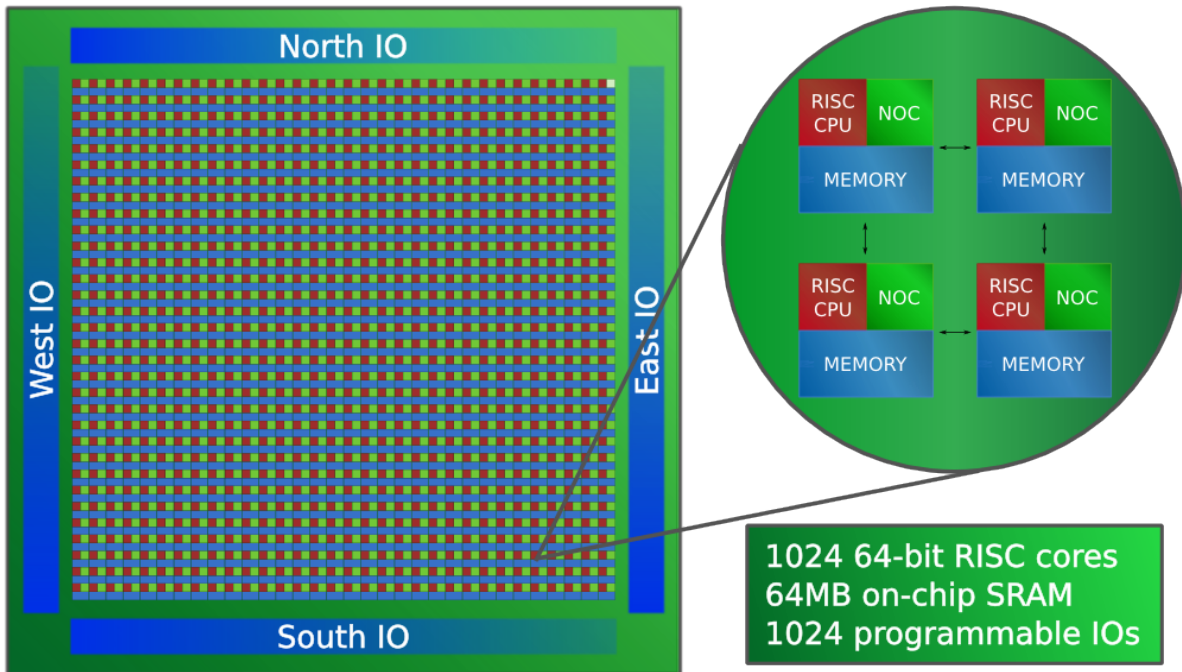 North IO
West IO
East IO
South IO
RISC
CPU
NOC
MEMORY
RISC
CPU
NOC
MEMORY
RISC
CPU
NOC
MEMORY
RISC
CPU
NOC
MEMORY
1024 64-bit RISC cores
64MB on-chip SRAM
1024 programmable IOs